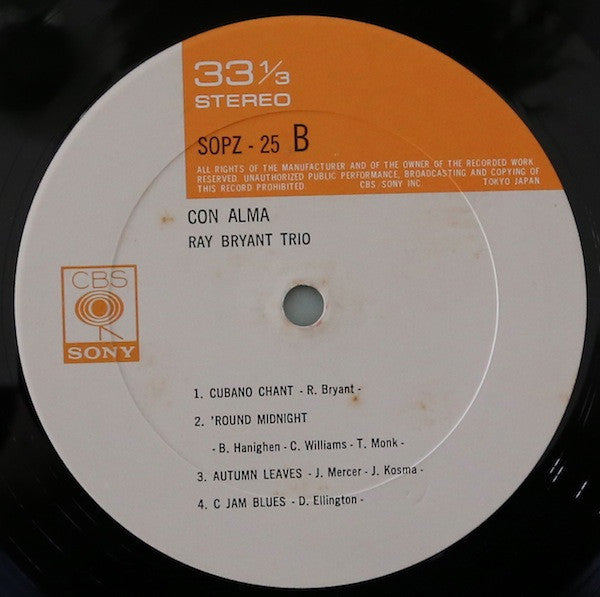 33 1/3
STEREO
SOPZ - 25 B
ALL RIGHTS OF THE MANUFACTURER AND OF THE OWNER OF THE RECORDED WORK
RESERVED. UNAUTHORIZED PUBLIC PERFORMANCE, BROADCASTING AND COPYING OF
THIS RECORD PROHIBITED. CBS SONY INC. TOKYO JAPAN
CON ALMA
RAY BRYANT TRIO
CBS
SONY
1. CUBANO CHANT - R. Bryant -
2. 'ROUND MIDNIGHT
- B. Hanighen - C. Williams - T. Monk -
3. AUTUMN LEAVES - J. Mercer - J. Kosma -
4. C JAM BLUES - D. Ellington -